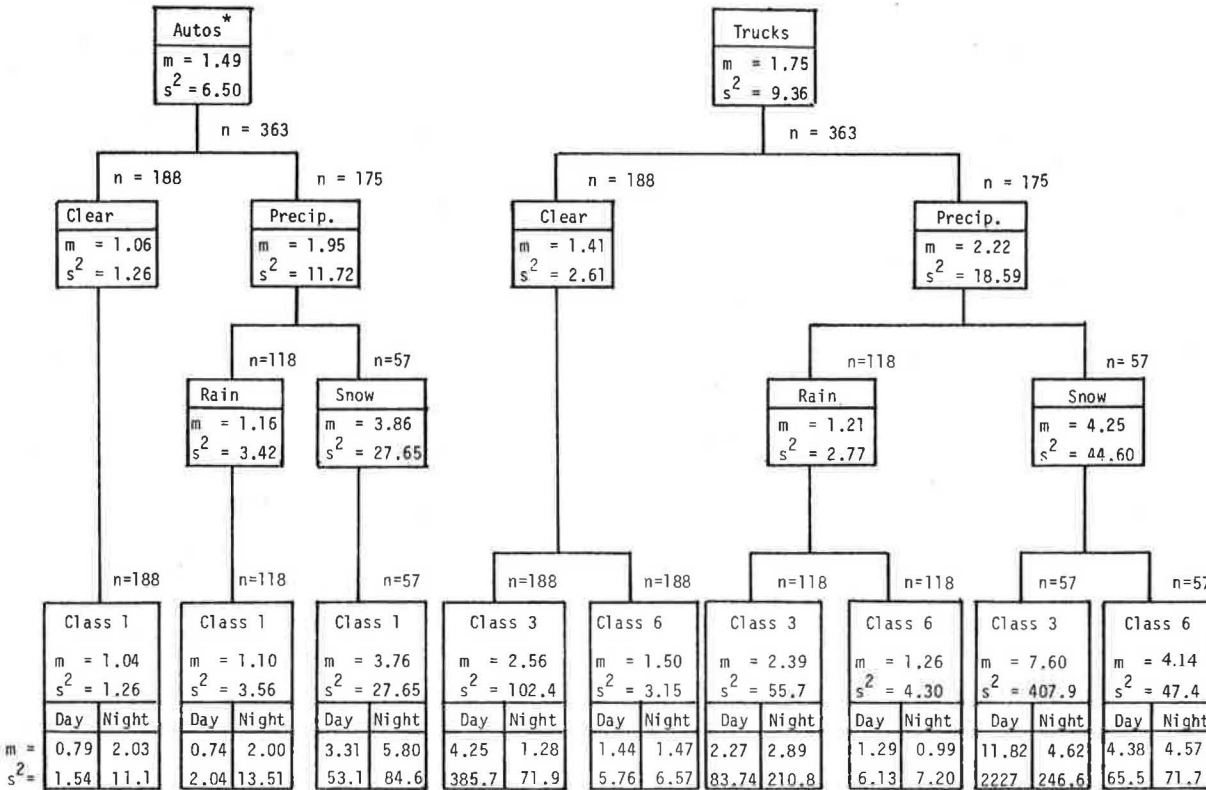 Autos* Trucks
m = 1.49 m = 1.75
s² = 6.50 s² = 9.36
n = 363 n = 363
n = 188 n = 175 n = 188 n = 175
Clear Precip. Clear Precip.
m = 1.06 m = 1.95 m = 1.41 m = 2.22
s² = 1.26 s² = 11.72 s² = 2.61 s² = 18.59
n=118 n=57 n=118 n=57
Rain Snow Rain Snow
m = 1.16 m = 3.86 m = 1.21 m = 4.25
s² = 3.42 s² = 27.65 s² = 2.77 s² = 44.60
n=188 n=118 n=57 n=188 n=188 n=118 n=118 n=57 n=57
Class 1 Class 1 Class 1 Class 3 Class 6 Class 3 Class 6 Class 3 Class 6
m = 1.04 m = 1.10 m = 3.76 m = 2.56 m = 1.50 m = 2.39 m = 1.26 m = 7.60 m = 4.14
s² = 1.26 s² = 3.56 s² = 27.65 s² = 102.4 s² = 3.15 s² = 55.7 s² = 4.30 s² = 407.9 s² = 47.4
Day Night Day Night Day Night Day Night Day Night Day Night Day Night Day Night Day Night
m = 0.79 2.03 0.74 2.00 3.31 5.80 4.25 1.28 1.44 1.47 2.27 2.89 1.29 0.99 11.82 4.62 4.38 4.57
s² = 1.54 11.1 2.04 13.51 53.1 84.6 385.7 71.9 5.76 6.57 83.74 210.8 6.13 7.20 2227 246.6 65.5 71.7